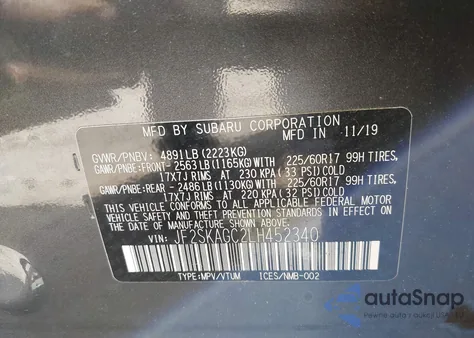 MFD BY SUBARU CORPORATION
MFD IN 11/19
GVWR/PNBV: 4891LB (2223KG)
GAWR/PNBE:FRONT- 2563LB(1165KG)WITH 225/60R17 99H TIRES,
17X7J RIMS AT 230 KPA(33 PSI)COLD
GAWR/PNBE:REAR - 2486LB(1130KG)WITH 225/60R17 99H TIRES,
17X7J RIMS AT 220 KPA(32 PSI)COLD
THIS VEHICLE CONFORMS TO ALL APPLICABLE FEDERAL MOTOR
VEHICLE SAFETY, BUMPER, AND THEFT PREVENTION STANDARDS IN EFFECT ON
THE DATE OF MANUFACTURE SHOWN ABOVE.
VIN: JF2SKAGC2LH452340
TYPE:MPV/VTUM ICES/NMB-002
autoSnap